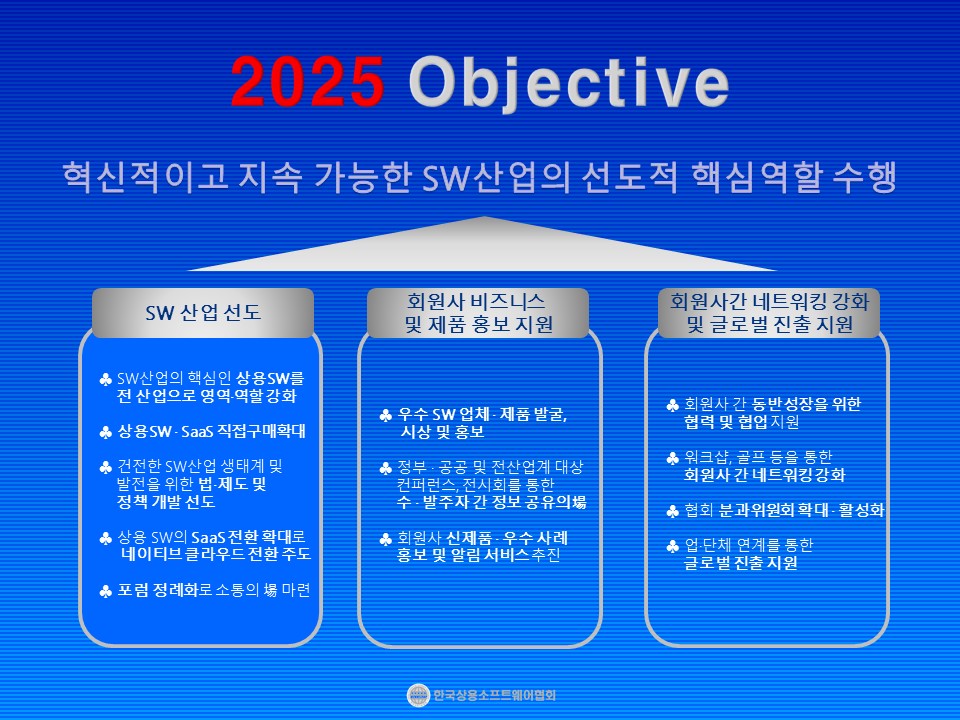 2025 Objective
혁신적이고 지속 가능한 SW산업의 선도적 핵심역할 수행
SW 산업 선도
♣ SW산업의 핵심인 상용SW를
전 산업으로 영역·역할 강화
♣ 상용SW · SaaS 직접구매확대
♣ 건전한 SW산업 생태계 및
발전을 위한 법·제도 및
정책 개발 선도
♣ 상용 SW의 SaaS 전환 확대로
네이티브 클라우드 전환 주도
♣ 포럼 정례화로 소통의 場 마련
회원사 비즈니스
및 제품 홍보 지원
♣ 우수 SW 업체 · 제품 발굴,
시상 및 홍보
♣ 정부 · 공공 및 전산업계 대상
컨퍼런스, 전시회를 통한
수 · 발주자 간 정보 공유의場
♣ 회원사 신제품 · 우수 사례
홍보 및 알림 서비스 추진
회원사간 네트워킹 강화
및 글로벌 진출 지원
♣ 회원사 간 동반성장을 위한
협력 및 협업 지원
♣ 워크샵, 골프 등을 통한
회원사 간 네트워킹 강화
♣ 협회 분과위원회 확대 · 활성화
♣ 업·단체 연계를 통한
글로벌 진출 지원
한국상용소프트웨어협회